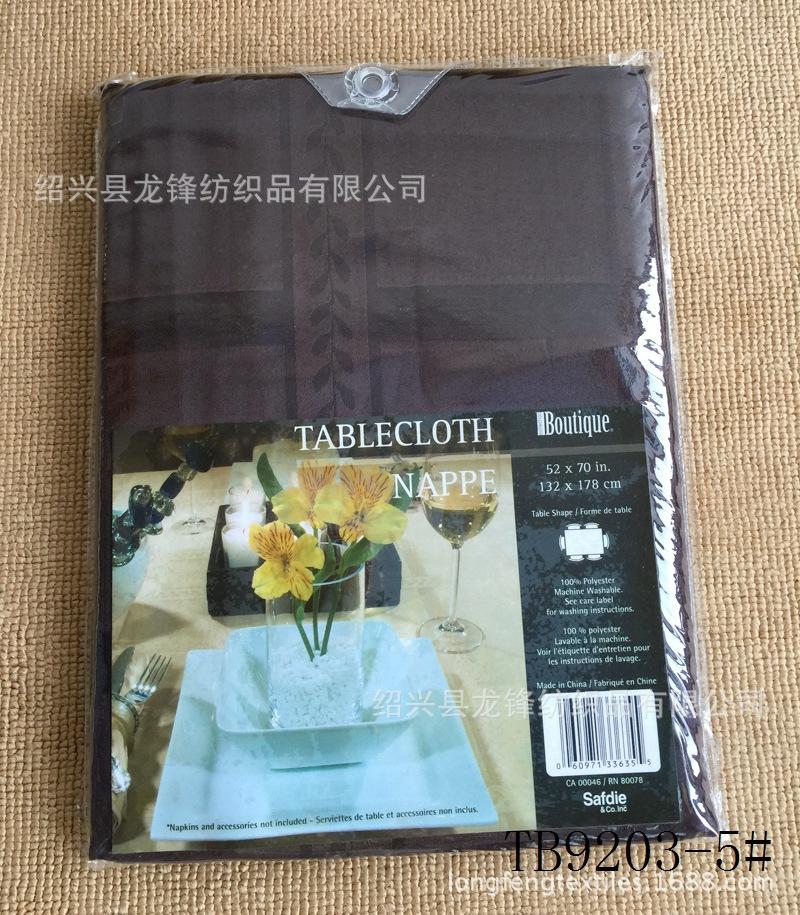 绍兴县龙锋纺织品有限公司
TABLECLOTH
NAPPE
Boutique
52 x 70 in.
132 x 178 cm
Table Shape / Forme de table
100% Polyester
Machine Washable.
See care label
for washing instructions.
100 % polyester
Lavable à la machine.
Voir l'étiquette d'entretien pour
les instructions de lavage.
Made in China / Fabriqué en Chine
绍兴县龙锋纺织品有限公司
0 60971 33635 5
CA 00046 / RN 80078
Safdie
& Co. Inc
*Napkins and accessories not included - Serviettes de table et accessoires non inclus.
TB9203-5#
longfengtextiles.1688.com